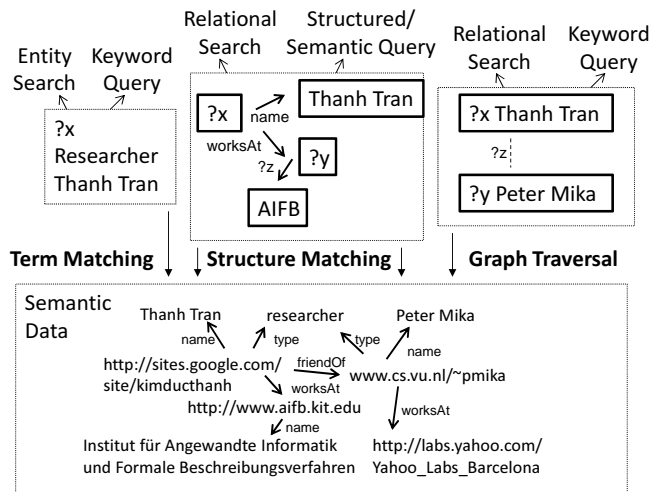 Entity
Search
Keyword
Query
?x
Researcher
Thanh Tran
Relational
Search
Structured/
Semantic Query
?x
name
Thanh Tran
worksAt
?y
?z
AIFB
Relational
Search
Keyword
Query
?x Thanh Tran
?z
?y Peter Mika
Term Matching
Structure Matching
Graph Traversal
Semantic
Data
Thanh Tran
researcher
Peter Mika
name
type
type
name
http://sites.google.com/
site/kimducthanh
friendOf
www.cs.vu.nl/~pmika
worksAt
http://www.aifb.kit.edu
worksAt
name
Institut für Angewandte Informatik
und Formale Beschreibungsverfahren
http://labs.yahoo.com/
Yahoo_Labs_Barcelona